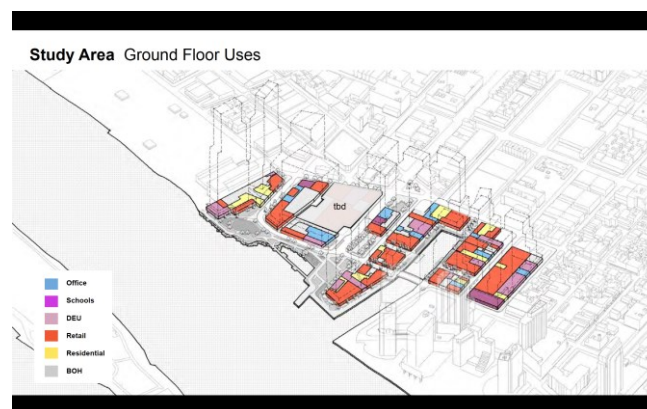 Study Area Ground Floor Uses
tbd
Office
Schools
DEU
Retail
Residential
BOH